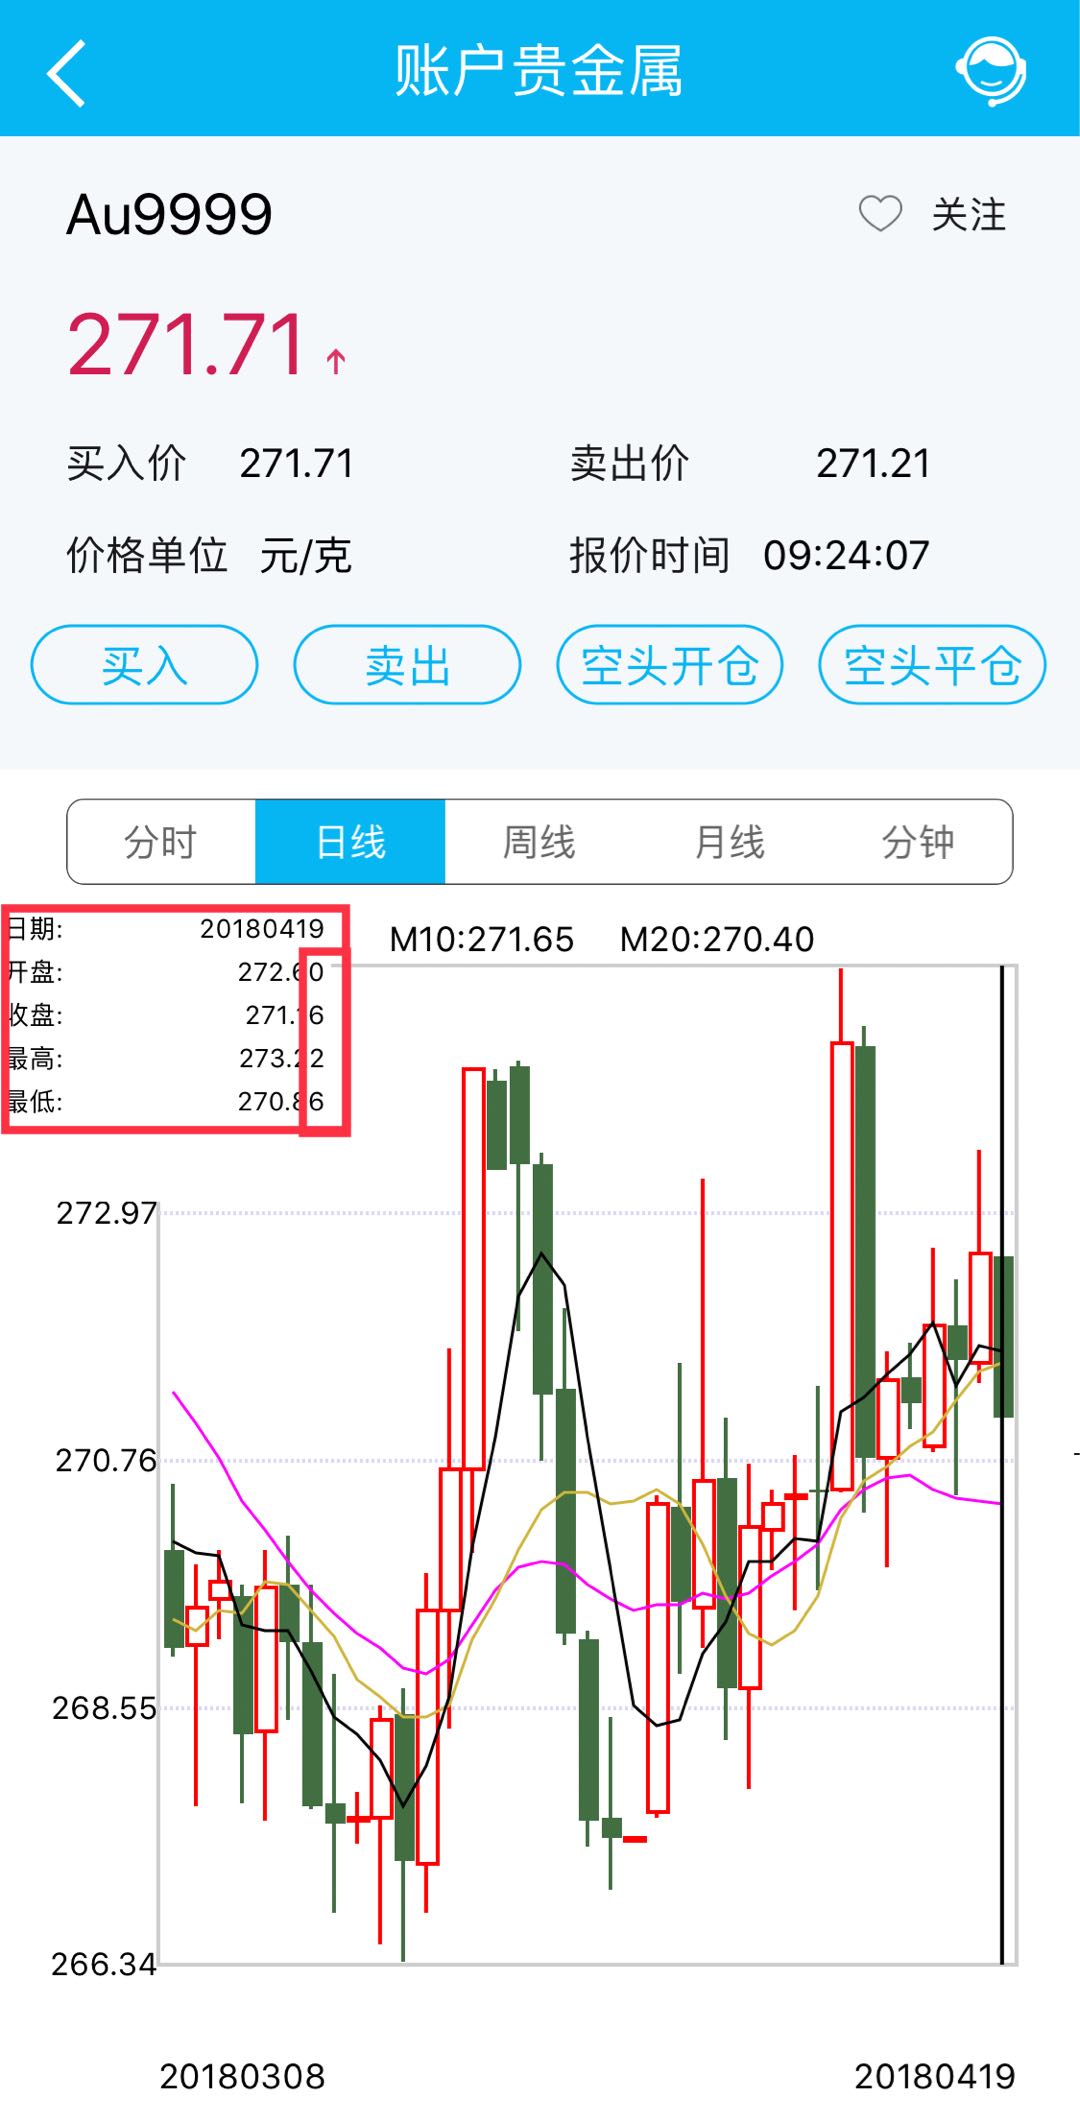 账户贵金属
Au9999 关注
271.71↑
买入价 271.71 卖出价 271.21
价格单位 元/克 报价时间 09:24:07
买入 卖出 空头开仓 空头平仓
分时 日线 周线 月线 分钟
日期: 20180419
M10:271.65 M20:270.40
开盘: 272.60
收盘: 271.16
最高: 273.22
最低: 270.86
272.97
270.76
268.55
266.34
20180308 20180419